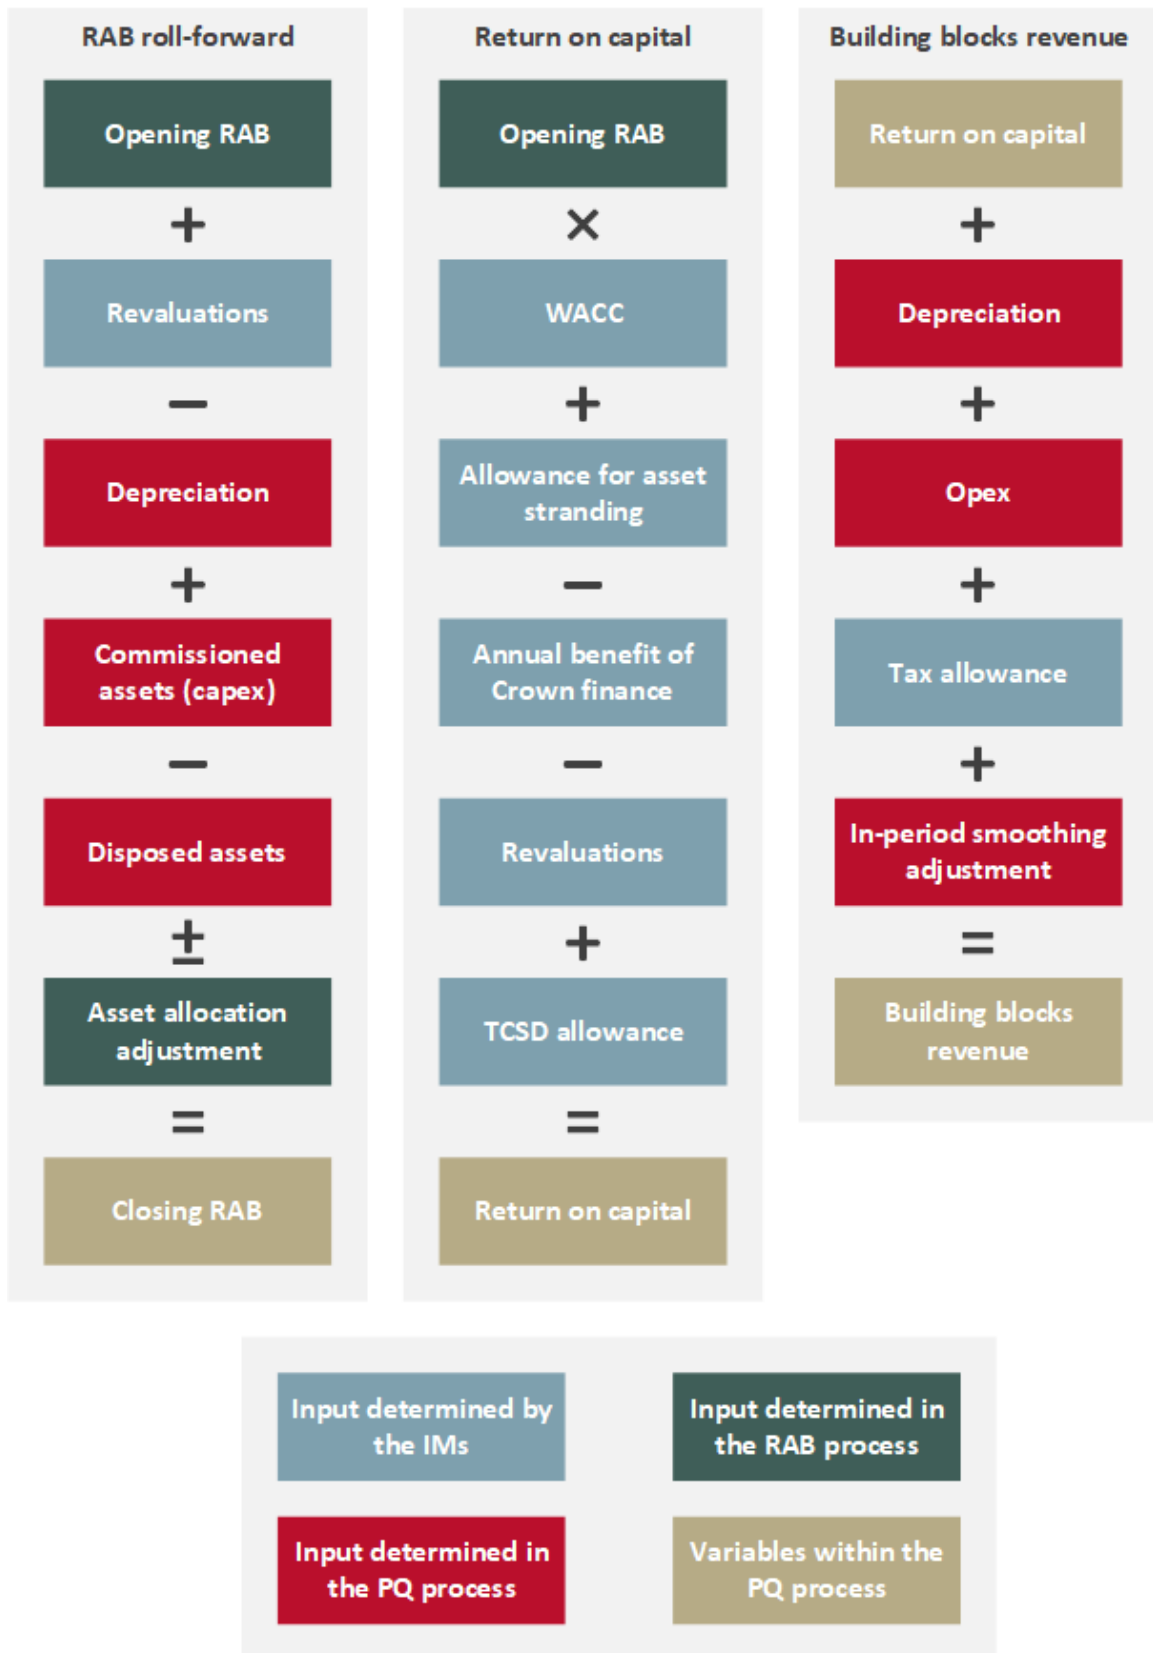 RAB roll-forward
Opening RAB
+
Revaluations
−
Depreciation
+
Commissioned
assets (capex)
−
Disposed assets
±
Asset allocation
adjustment
=
Closing RAB
Return on capital
Opening RAB
×
WACC
+
Allowance for asset
stranding
−
Annual benefit of
Crown finance
−
Revaluations
+
TCSD allowance
=
Return on capital
Building blocks revenue
Return on capital
+
Depreciation
+
Opex
+
Tax allowance
+
In-period smoothing
adjustment
=
Building blocks
revenue
Input determined by
the IMs
Input determined in
the RAB process
Input determined in
the PQ process
Variables within the
PQ process